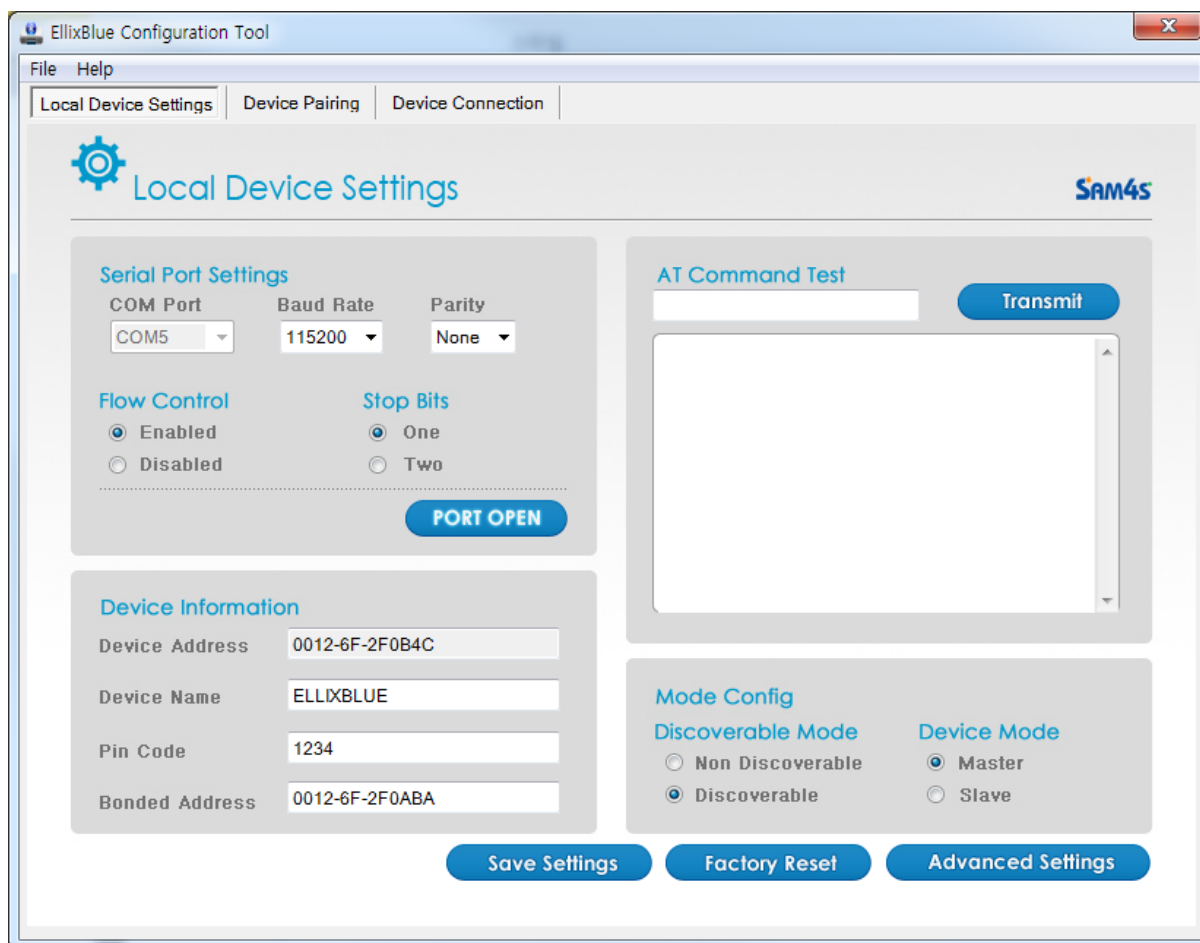 EllixBlue Configuration Tool
File Help
Local Device Settings Device Pairing Device Connection
Local Device Settings
SAM4S
Serial Port Settings
COM Port Baud Rate Parity
COM5 115200 None
Flow Control Stop Bits
Enabled One
Disabled Two
PORT OPEN
AT Command Test
Transmit
Device Information
Device Address 0012-6F-2F0B4C
Device Name ELLIXBLUE
Pin Code 1234
Bonded Address 0012-6F-2F0ABA
Mode Config
Discoverable Mode Device Mode
Non Discoverable Master
Discoverable Slave
Save Settings Factory Reset Advanced Settings